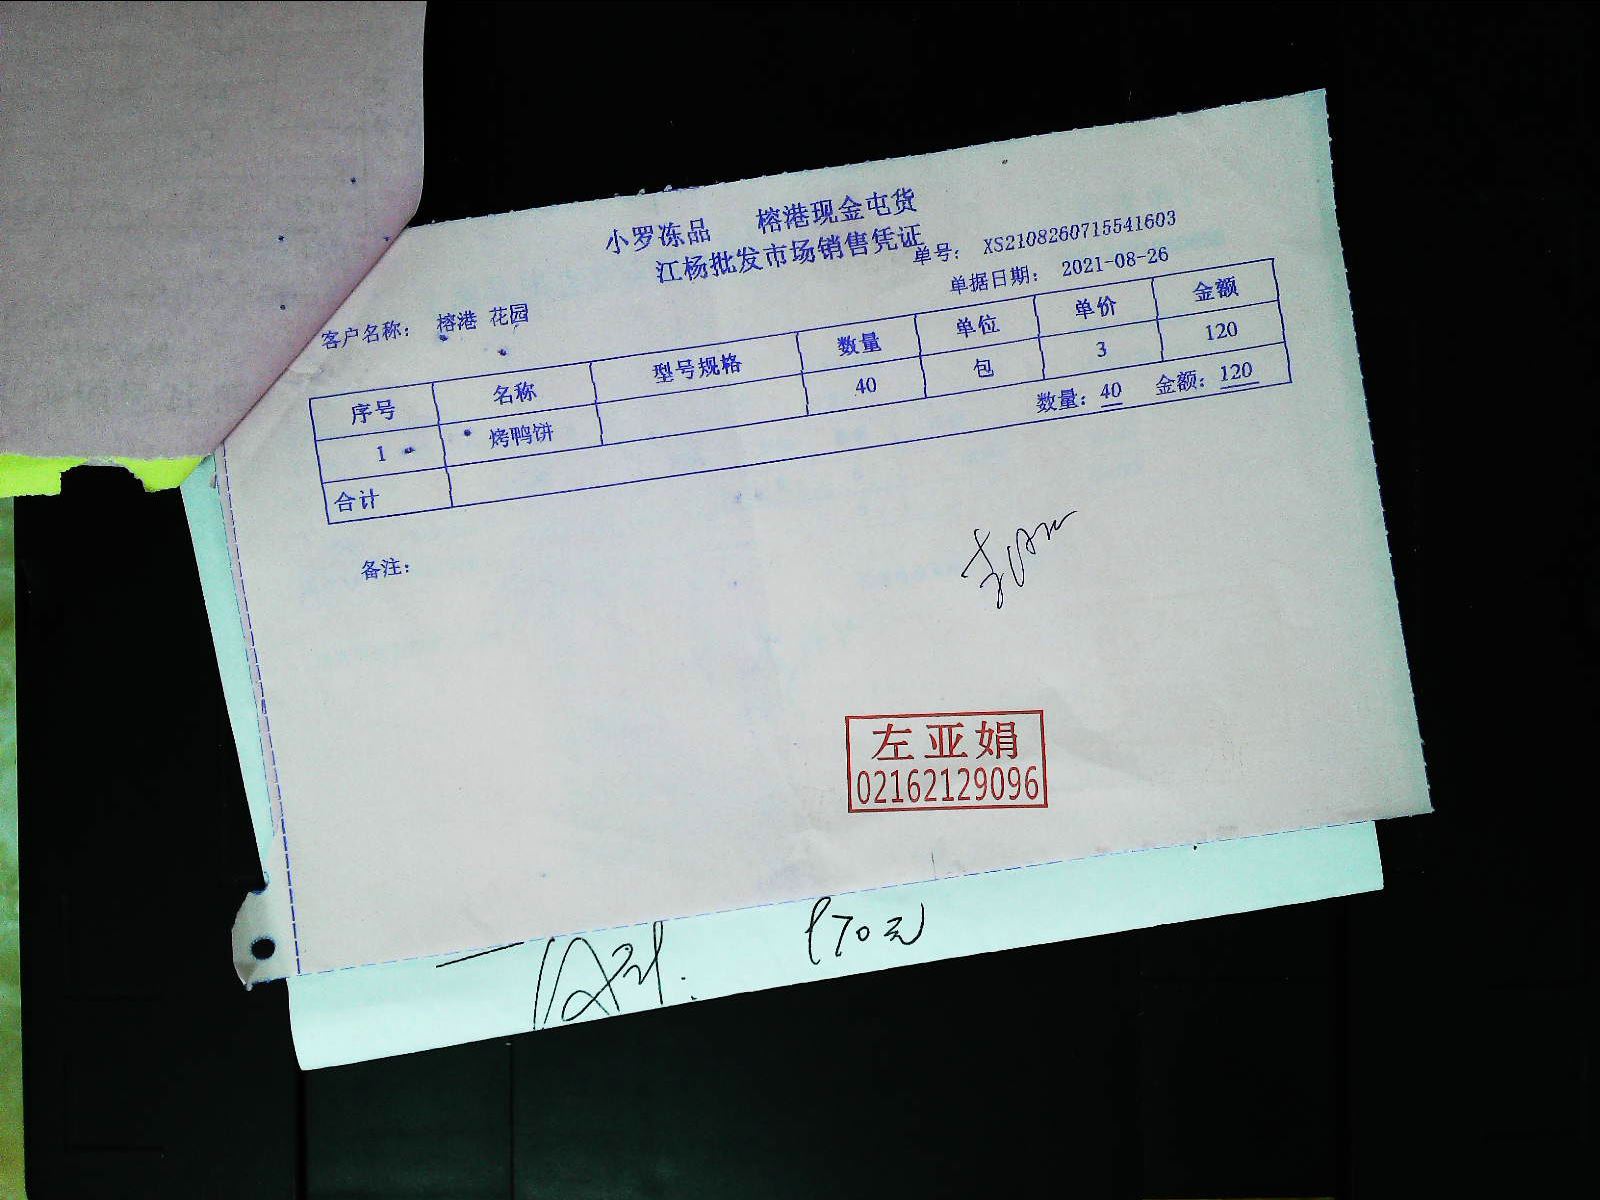 小罗冻品 榕港现金屯货
江杨批发市场销售凭证
单号： XS2108260715541603
单据日期： 2021-08-26
客户名称： 榕港 花园
序号 名称 型号规格 数量 单位 单价 金额
1 烤鸭饼 40 包 3 120
合计 数量：40 金额：120
备注：
左亚娟
02162129096
170元